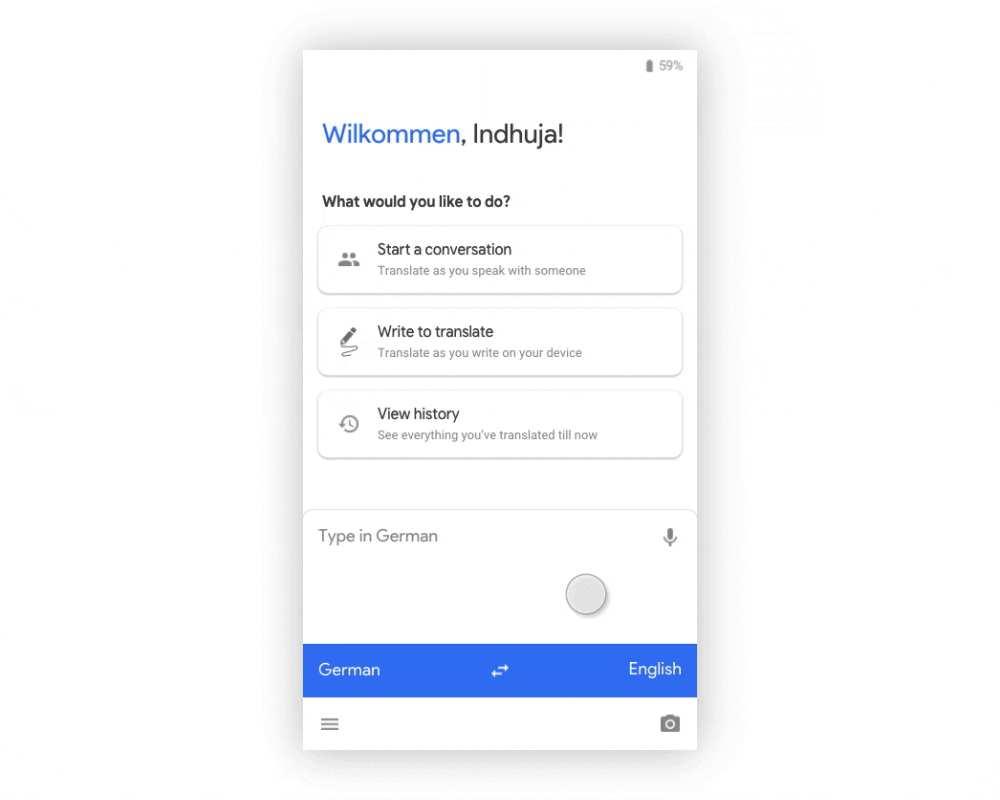 59%
Wilkommen, Indhuja!
What would you like to do?
Start a conversation
Translate as you speak with someone
Write to translate
Translate as you write on your device
View history
See everything you've translated till now
Type in German
German English